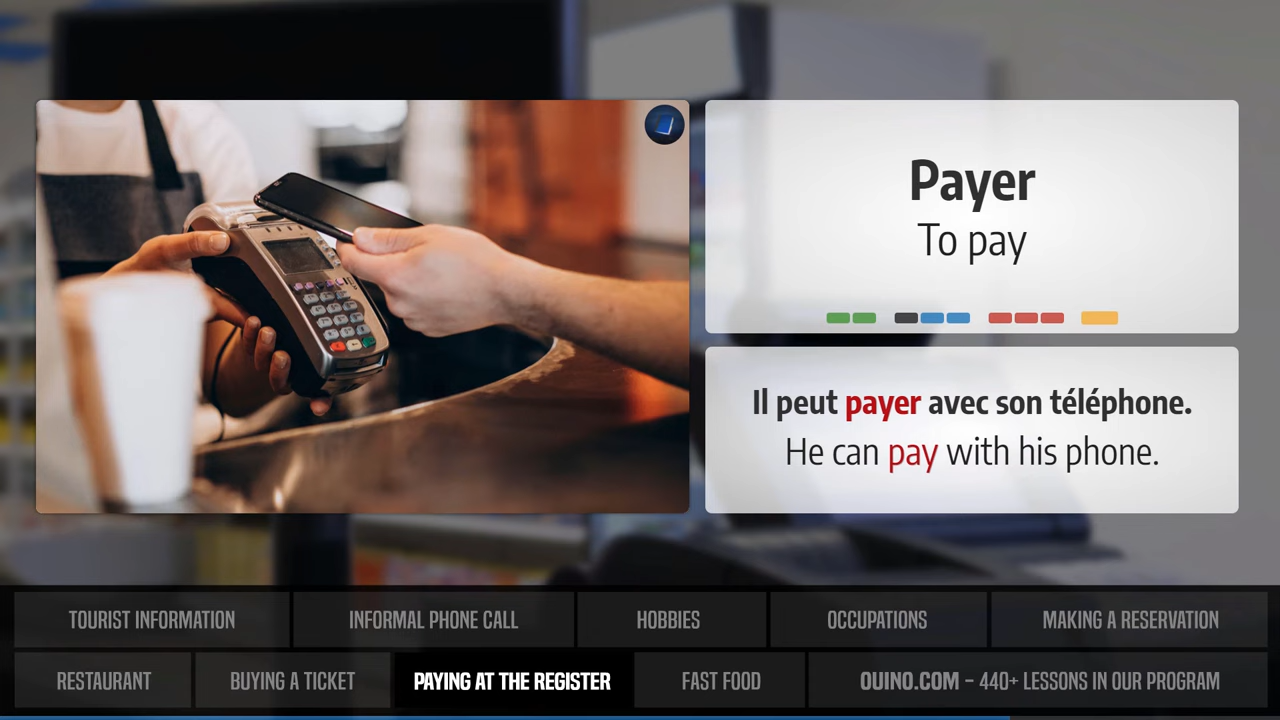 Payer
To pay
Il peut payer avec son téléphone.
He can pay with his phone.
TOURIST INFORMATION
INFORMAL PHONE CALL
HOBBIES
OCCUPATIONS
MAKING A RESERVATION
RESTAURANT
BUYING A TICKET
PAYING AT THE REGISTER
FAST FOOD
OUINO.COM – 440+ LESSONS IN OUR PROGRAM